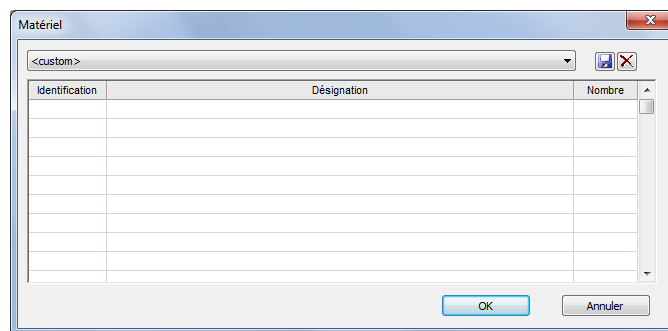 Matériel
<custom>
Identification Désignation Nombre
OK Annuler